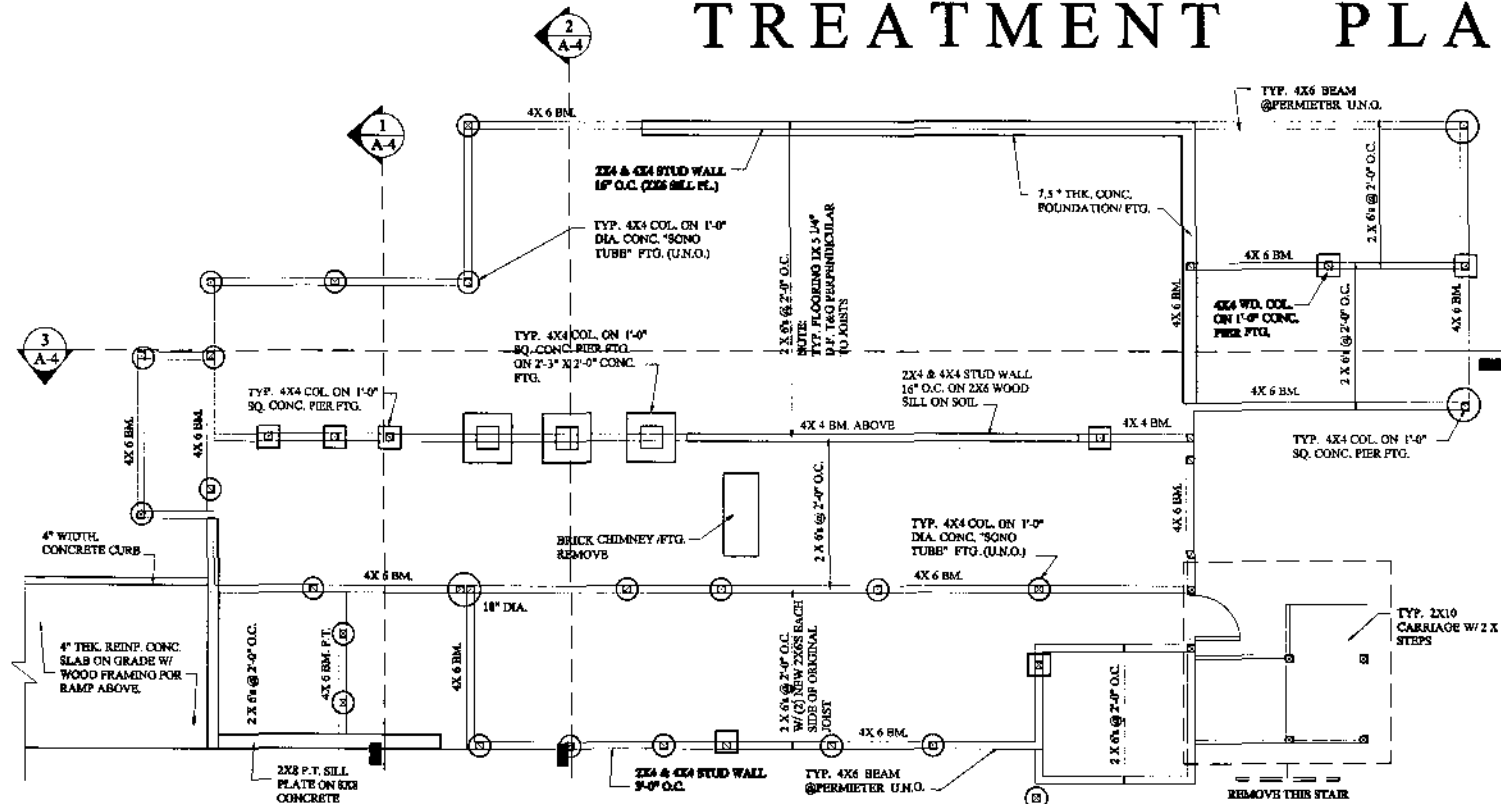 TREATMENT PLA
2
A-4
1
A-4
3
A-4
4X 6 BM.
TYP. 4X6 BEAM
@PERMIETER U.N.O.
2X4 & 4X4 STUD WALL
16" O.C. (2X6 SILL PL.)
7.5 " THK. CONC.
FOUNDATION/ FTG.
2 X 6's @ 2'-0" O.C.
TYP. 4X4 COL. ON 1'-0"
DIA. CONC. "SONO
TUBE" FTG. (U.N.O.)
2 X 6's @ 2'-0" O.C.
NOTE:
TYP. FLOORING 1X 5 1/4"
D.F. T&G PERPENDICULAR
TO JOISTS
4X 6 BM.
4X4 WD. COL.
ON 1'-0" CONC.
PIER FTG.
4X 6 BM.
4X 6 BM.
2 X 6's @ 2'-0" O.C.
4X 6 BM.
TYP. 4X4 COL. ON 1'-0"
SQ. CONC. PIER FTG.
ON 2'-3" X 2'-0" CONC.
FTG.
TYP. 4X4 COL. ON 1'-0"
SQ. CONC. PIER FTG.
2X4 & 4X4 STUD WALL
16" O.C. ON 2X6 WOOD
SILL ON SOIL
4X 4 BM. ABOVE
4X 4 BM.
TYP. 4X4 COL. ON 1'-0"
SQ. CONC. PIER FTG.
4X 6 BM.
4X 6 BM.
2 X 6's @ 2'-0" O.C.
4X 6 BM.
BRICK CHIMNEY /FTG.
REMOVE
TYP. 4X4 COL. ON 1'-0"
DIA. CONC. "SONO
TUBE" FTG. (U.N.O.)
4" WIDTH.
CONCRETE CURB
4X 6 BM.
4X 6 BM.
4X 6 BM.
18" DIA.
4" THK. REINF. CONC.
SLAB ON GRADE W/
WOOD FRAMING FOR
RAMP ABOVE.
2 X 6's @ 2'-0" O.C.
4X 6 BM. P.T.
4X 6 BM.
2 X 6's @ 2'-0" O.C.
W/ (2) NEW 2X6'S EACH
SIDE OF ORIGINAL
JOIST
TYP. 2X10
CARRIAGE W/ 2 X
STEPS
2 X 6's @ 2'-0" O.C.
4X 6 BM.
2X8 P.T. SILL
PLATE ON 8X8
CONCRETE
2X4 & 4X4 STUD WALL
3'-0" O.C.
TYP. 4X6 BEAM
@PERMIETER U.N.O.
REMOVE THIS STAIR